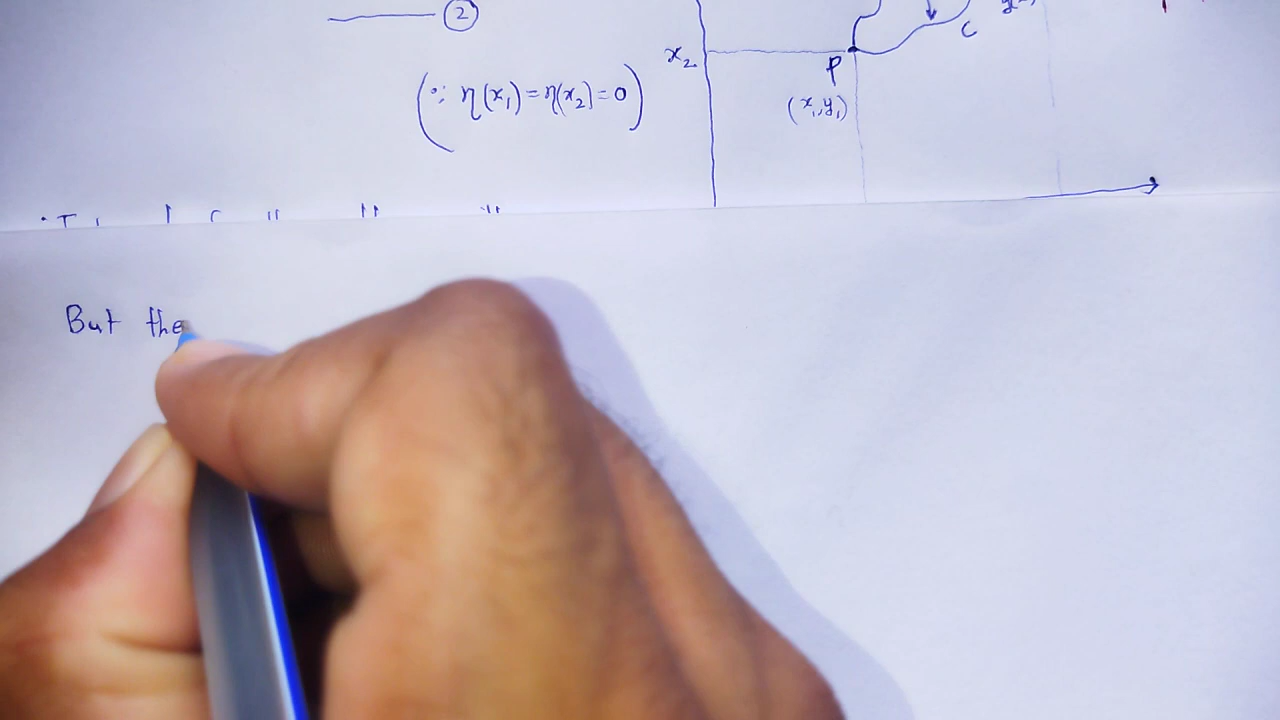 ②
(∵ η(x₁) = η(x₂) = 0)
x₂
P
C
(x₁, y₁)
But the